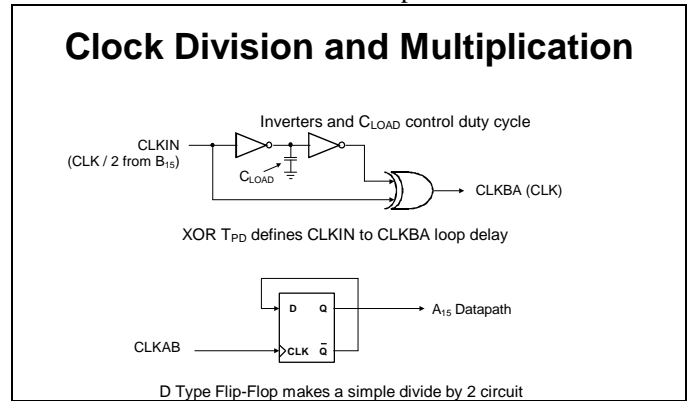 Clock Division and Multiplication
Inverters and CLOAD control duty cycle
CLKIN
(CLK / 2 from B15)
CLOAD
CLKBA (CLK)
XOR TPD defines CLKIN to CLKBA loop delay
D Q
A15 Datapath
CLKAB
CLK Q̅
D Type Flip-Flop makes a simple divide by 2 circuit